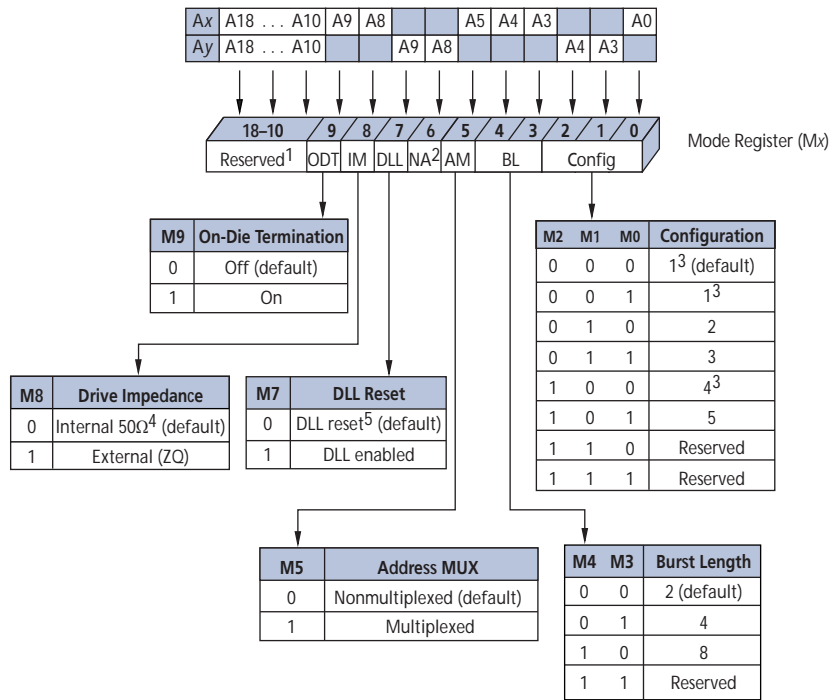 Ax A18 . . . A10 A9 A8 A5 A4 A3 A0
Ay A18 . . . A10 A9 A8 A4 A3
18–10 9 8 7 6 5 4 3 2 1 0
Mode Register (Mx)
Reserved1 ODT IM DLL NA2 AM BL Config
M9 On-Die Termination
0 Off (default)
1 On
M2 M1 M0 Configuration
0 0 0 13 (default)
0 0 1 13
0 1 0 2
0 1 1 3
1 0 0 43
1 0 1 5
1 1 0 Reserved
1 1 1 Reserved
M8 Drive Impedance
0 Internal 50Ω4 (default)
1 External (ZQ)
M7 DLL Reset
0 DLL reset5 (default)
1 DLL enabled
M5 Address MUX
0 Nonmultiplexed (default)
1 Multiplexed
M4 M3 Burst Length
0 0 2 (default)
0 1 4
1 0 8
1 1 Reserved